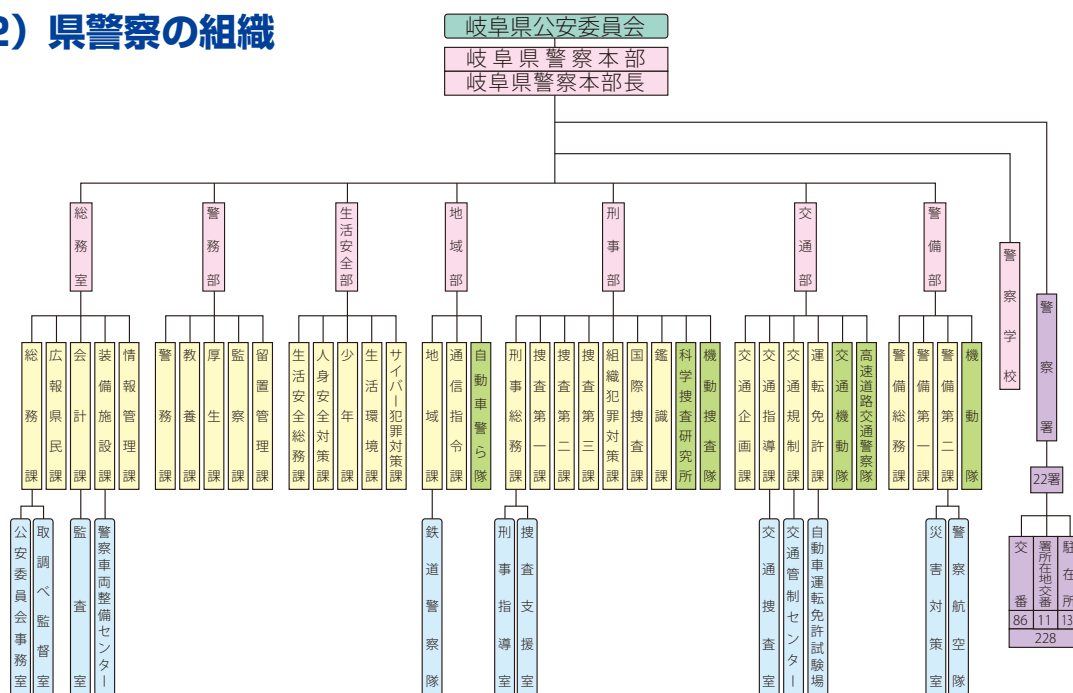 2）県警察の組織
岐阜県公安委員会
岐阜県警察本部
岐阜県警察本部長
総務室
警務部
生活安全部
地域部
刑事部
交通部
警備部
警察学校
警察署
総務課
広報県民課
会計課
装備施設課
情報管理課
警務課
教養課
厚生課
監察課
留置管理課
生活安全総務課
人身安全対策課
少年課
生活環境課
サイバー犯罪対策課
地域課
通信指令課
自動車警ら隊
刑事総務課
捜査第一課
捜査第二課
捜査第三課
組織犯罪対策課
国際捜査課
鑑識課
科学捜査研究所
機動捜査隊
交通企画課
交通指導課
交通規制課
運転免許課
交通機動隊
高速道路交通警察隊
警備総務課
警備第一課
警備第二課
機動隊
22署
公安委員会事務室
取調べ監督室
監査室
警察車両整備センター
鉄道警察隊
刑事指導室
捜査支援室
交通捜査室
交通管制センター
自動車運転免許試験場
災害対策室
警察航空隊
交番
署所在地交番
駐在所
86
11
13
228